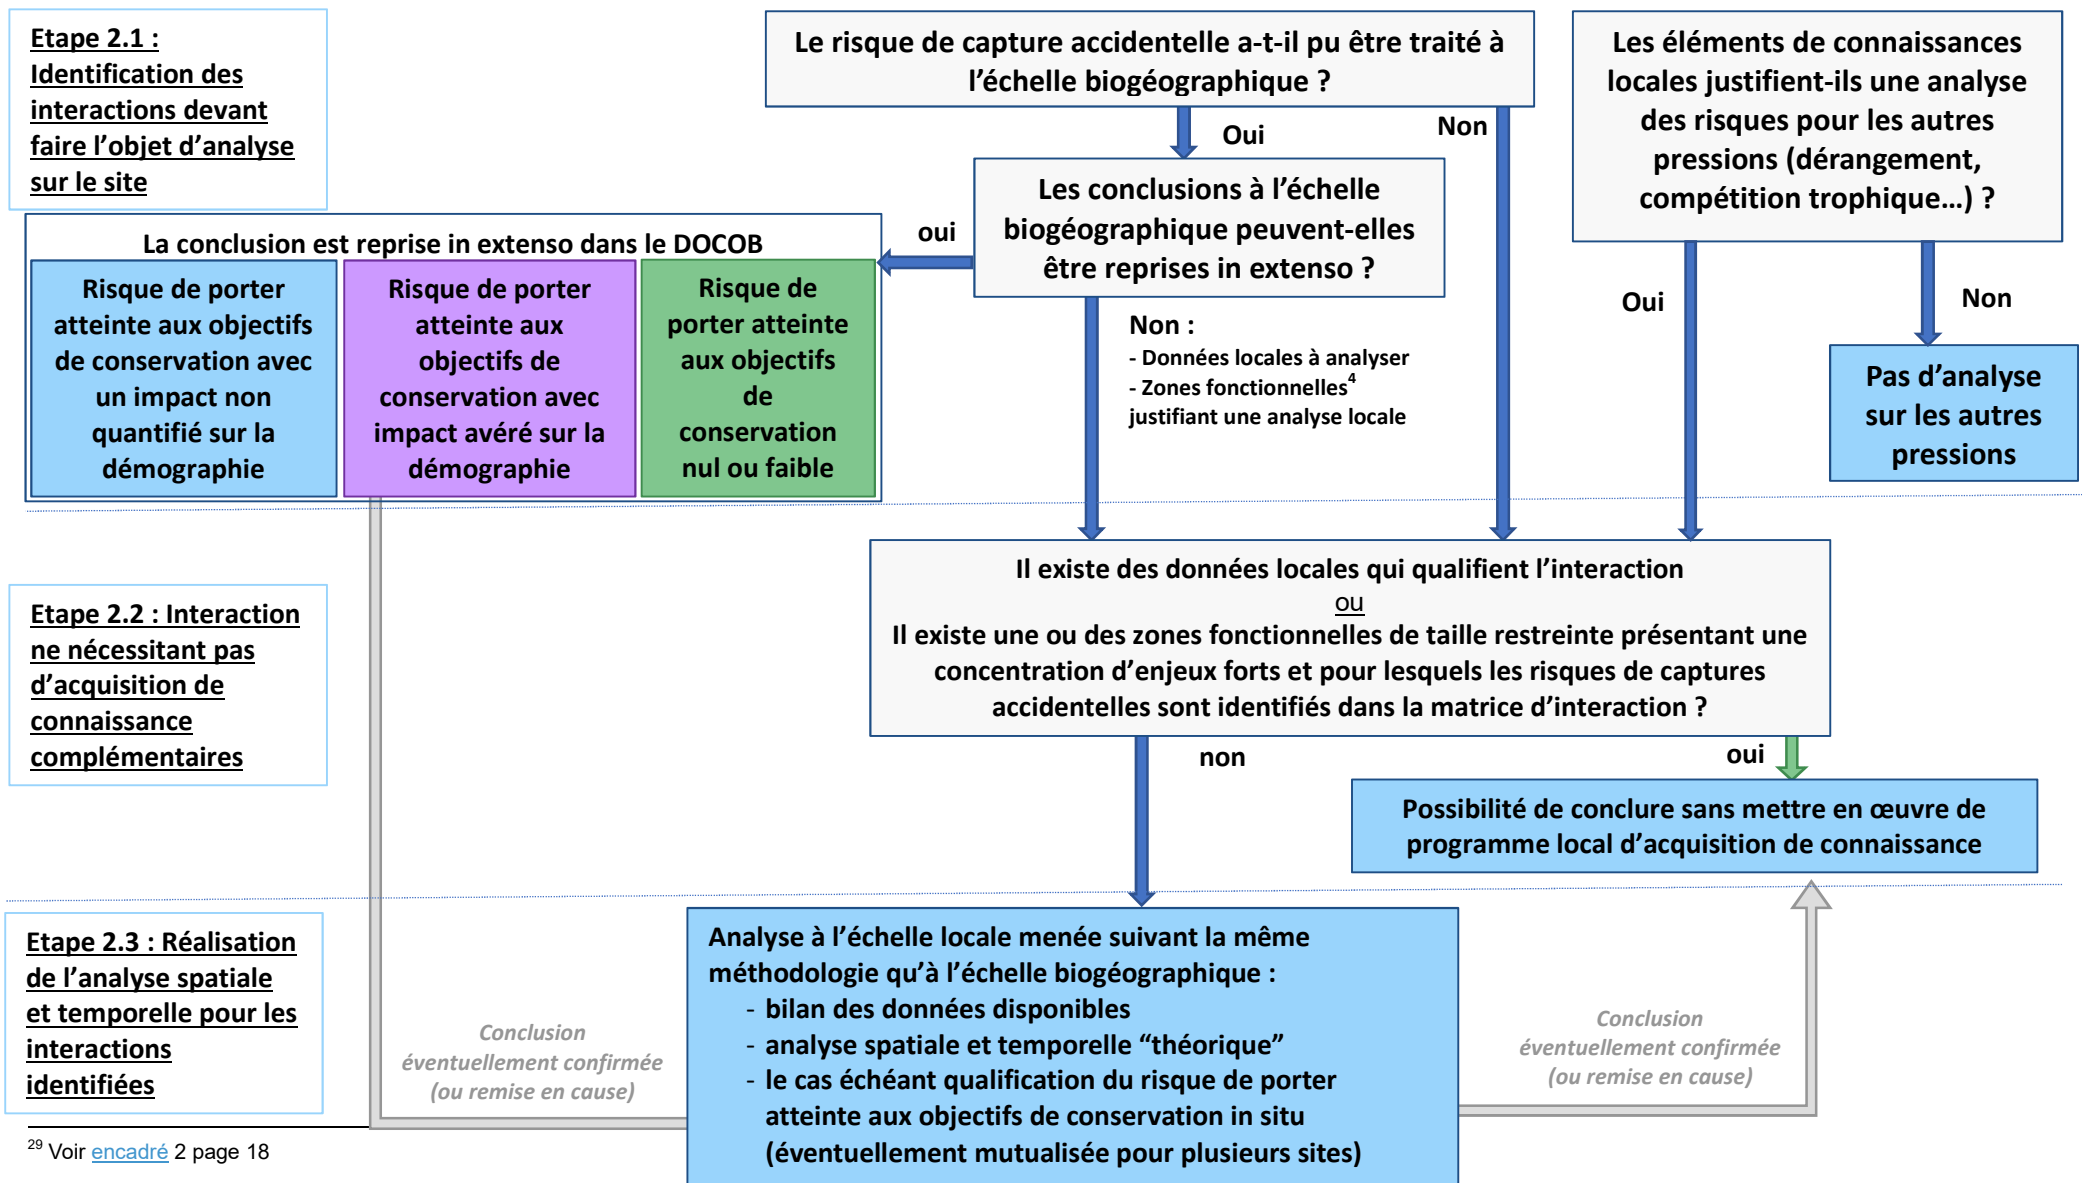 Etape 2.1 :
Identification des
interactions devant
faire l'objet d'analyse
sur le site
Le risque de capture accidentelle a-t-il pu être traité à
l'échelle biogéographique ?
Les éléments de connaissances
locales justifient-ils une analyse
des risques pour les autres
pressions (dérangement,
compétition trophique…) ?
Oui
Non
Les conclusions à l'échelle
biogéographique peuvent-elles
être reprises in extenso ?
oui
La conclusion est reprise in extenso dans le DOCOB
Risque de porter
atteinte aux objectifs
de conservation avec
un impact non
quantifié sur la
démographie
Risque de porter
atteinte aux
objectifs de
conservation avec
impact avéré sur la
démographie
Risque de
porter atteinte
aux objectifs
de
conservation
nul ou faible
Non :
- Données locales à analyser
- Zones fonctionnelles4
justifiant une analyse locale
Oui
Non
Pas d'analyse
sur les autres
pressions
Etape 2.2 : Interaction
ne nécessitant pas
d'acquisition de
connaissance
complémentaires
Il existe des données locales qui qualifient l'interaction
ou
Il existe une ou des zones fonctionnelles de taille restreinte présentant une
concentration d'enjeux forts et pour lesquels les risques de captures
accidentelles sont identifiés dans la matrice d'interaction ?
non
oui
Possibilité de conclure sans mettre en œuvre de
programme local d'acquisition de connaissance
Etape 2.3 : Réalisation
de l'analyse spatiale
et temporelle pour les
interactions
identifiées
Conclusion
éventuellement confirmée
(ou remise en cause)
Analyse à l'échelle locale menée suivant la même
méthodologie qu'à l'échelle biogéographique :
- bilan des données disponibles
- analyse spatiale et temporelle “théorique”
- le cas échéant qualification du risque de porter
atteinte aux objectifs de conservation in situ
(éventuellement mutualisée pour plusieurs sites)
Conclusion
éventuellement confirmée
(ou remise en cause)
29 Voir encadré 2 page 18